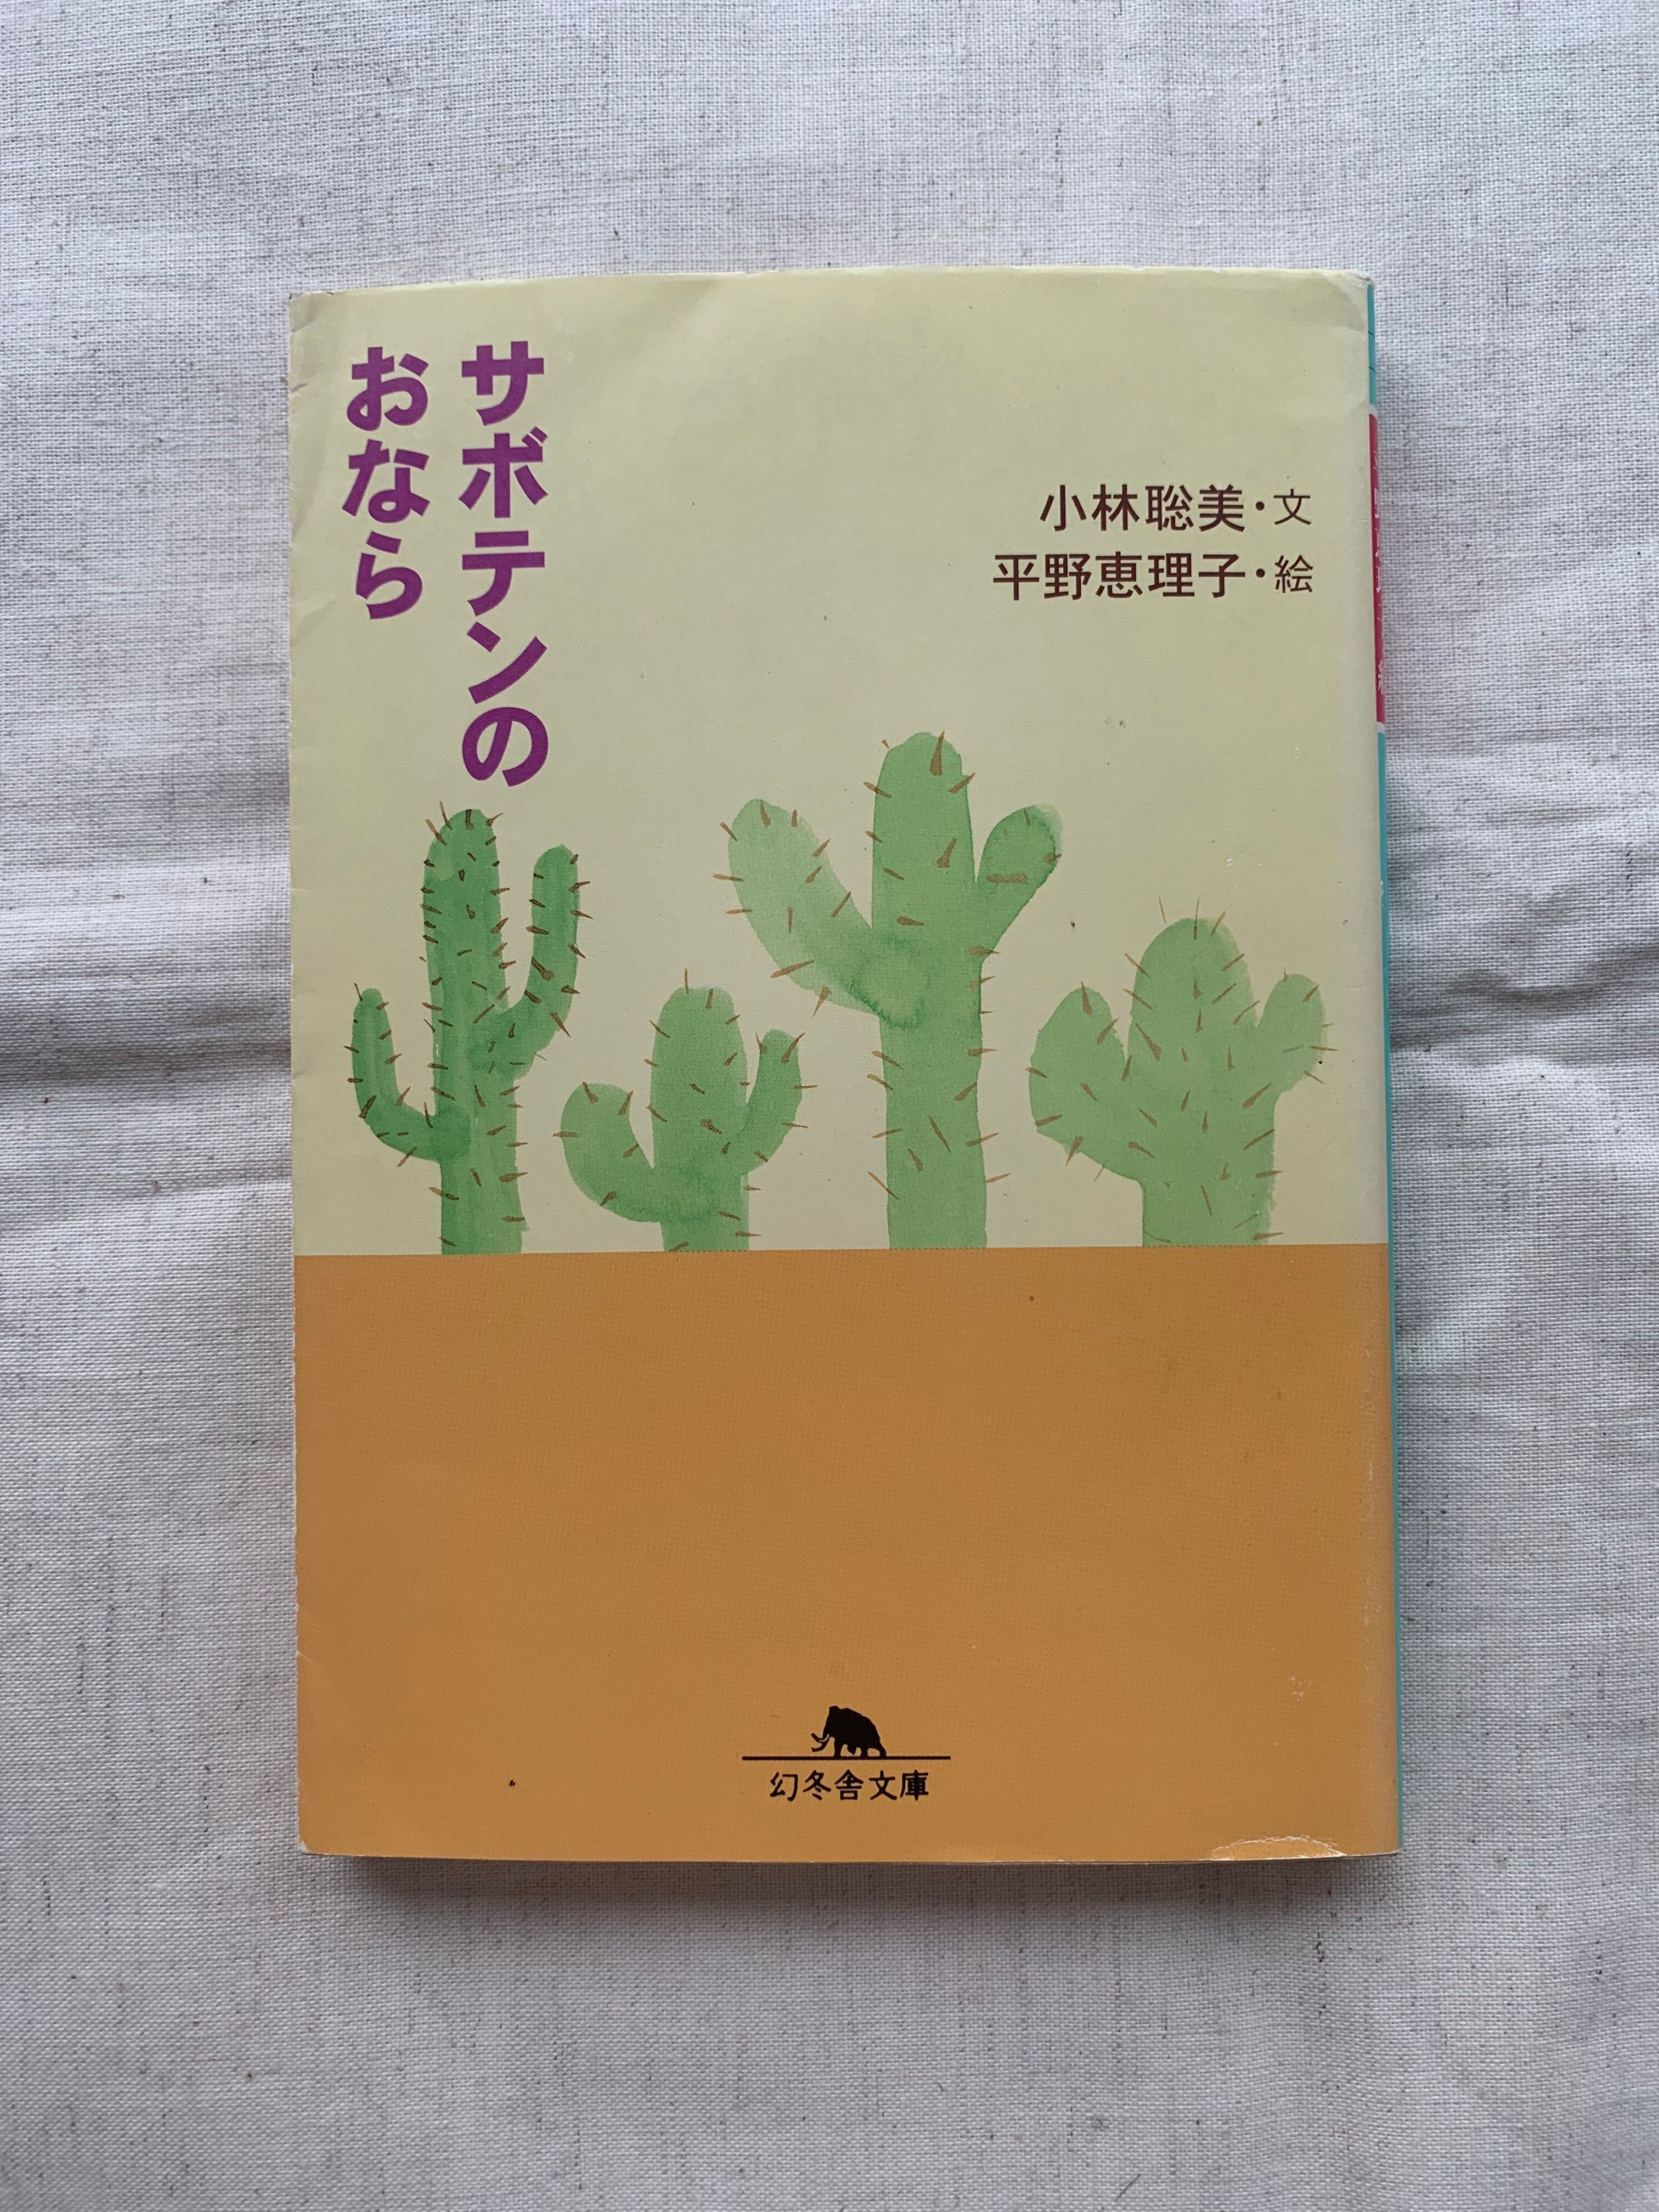 サボテンの
おなら
小林聡美・文
平野恵理子・絵
幻冬舎文庫